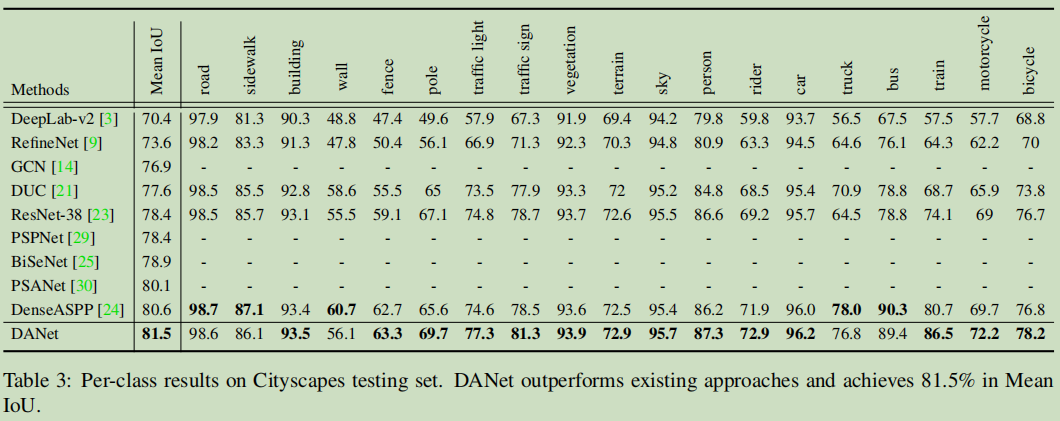 Methods Mean IoU road sidewalk building wall fence pole traffic light traffic sign vegetation terrain sky person rider car truck bus train motorcycle bicycle
DeepLab-v2 [3] 70.4 97.9 81.3 90.3 48.8 47.4 49.6 57.9 67.3 91.9 69.4 94.2 79.8 59.8 93.7 56.5 67.5 57.5 57.7 68.8
RefineNet [9] 73.6 98.2 83.3 91.3 47.8 50.4 56.1 66.9 71.3 92.3 70.3 94.8 80.9 63.3 94.5 64.6 76.1 64.3 62.2 70
GCN [14] 76.9 - - - - - - - - - - - - - - - - - - -
DUC [21] 77.6 98.5 85.5 92.8 58.6 55.5 65 73.5 77.9 93.3 72 95.2 84.8 68.5 95.4 70.9 78.8 68.7 65.9 73.8
ResNet-38 [23] 78.4 98.5 85.7 93.1 55.5 59.1 67.1 74.8 78.7 93.7 72.6 95.5 86.6 69.2 95.7 64.5 78.8 74.1 69 76.7
PSPNet [29] 78.4 - - - - - - - - - - - - - - - - - - -
BiSeNet [25] 78.9 - - - - - - - - - - - - - - - - - - -
PSANet [30] 80.1 - - - - - - - - - - - - - - - - - - -
DenseASPP [24] 80.6 98.7 87.1 93.4 60.7 62.7 65.6 74.6 78.5 93.6 72.5 95.4 86.2 71.9 96.0 78.0 90.3 80.7 69.7 76.8
DANet 81.5 98.6 86.1 93.5 56.1 63.3 69.7 77.3 81.3 93.9 72.9 95.7 87.3 72.9 96.2 76.8 89.4 86.5 72.2 78.2
Table 3: Per-class results on Cityscapes testing set. DANet outperforms existing approaches and achieves 81.5% in Mean
IoU.